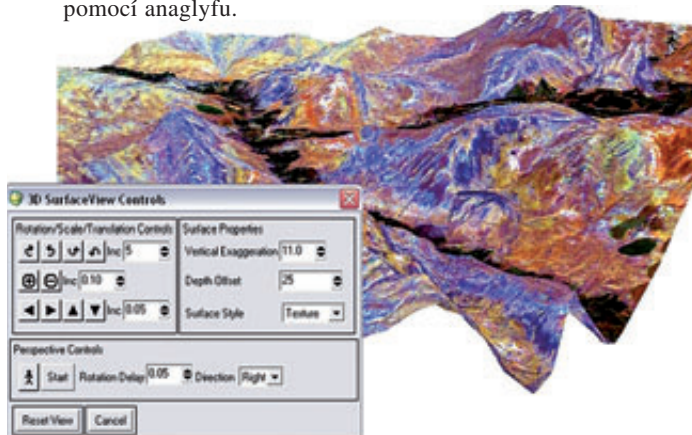 pomocí anaglyfu.
3D SurfaceView Controls
Rotation/Scale/Translation Controls
Inc 5
Inc 0.10
Inc 0.05
Surface Properties
Vertical Exaggeration 11.0
Depth Offset 25
Surface Style Texture
Perspective Controls
Start Rotation Delay 0.05 Direction Right
Reset View Cancel